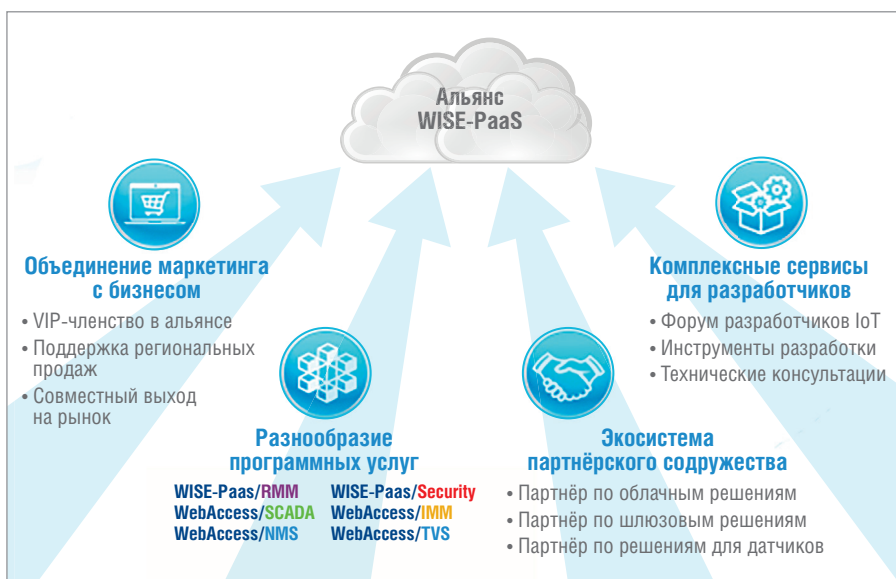 Альянс
WISE-PaaS
Объединение маркетинга
с бизнесом
• VIP-членство в альянсе
• Поддержка региональных
продаж
• Совместный выход
на рынок
Разнообразие
программных услуг
WISE-Paas/RMM WISE-Paas/Security
WebAccess/SCADA WebAccess/IMM
WebAccess/NMS WebAccess/TVS
Экосистема
партнёрского содружества
• Партнёр по облачным решениям
• Партнёр по шлюзовым решениям
• Партнёр по решениям для датчиков
Комплексные сервисы
для разработчиков
• Форум разработчиков IoT
• Инструменты разработки
• Технические консультации